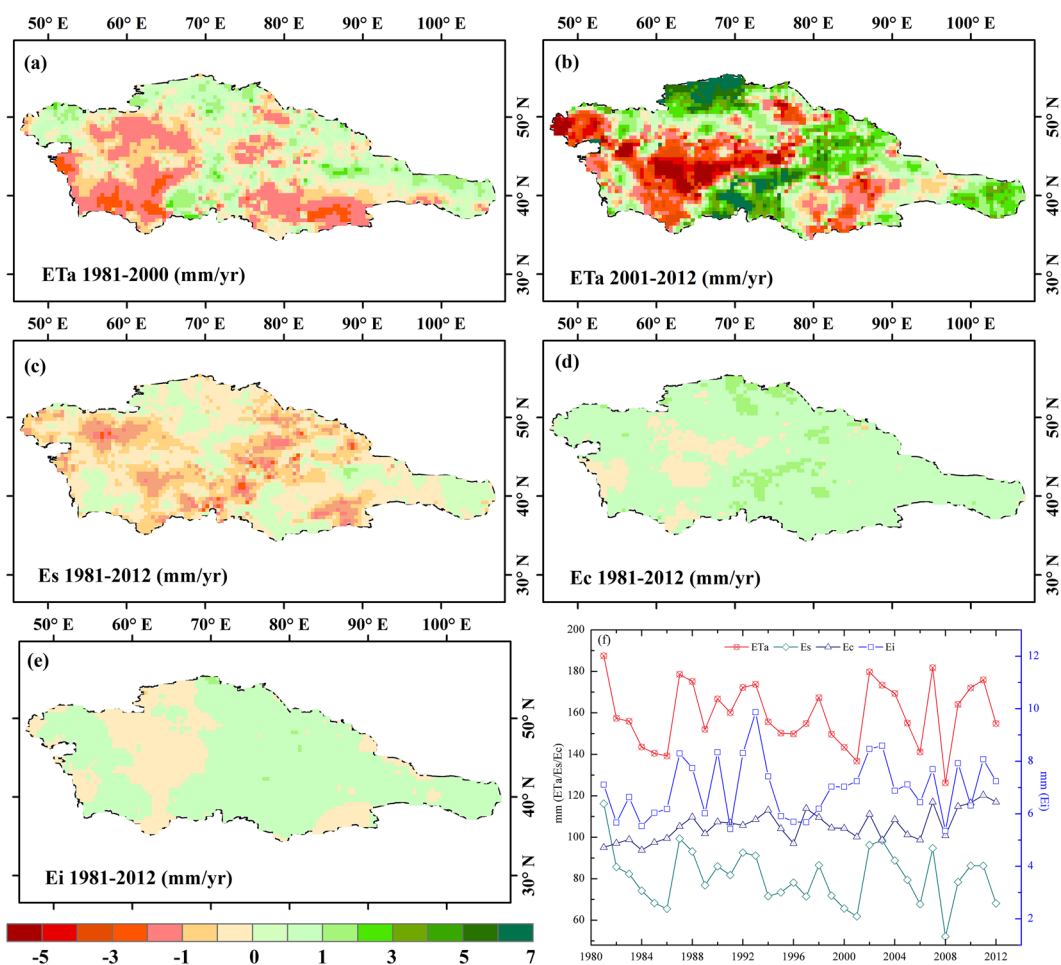 50° E 60° E 70° E 80° E 90° E 100° E
50° E 60° E 70° E 80° E 90° E 100° E
(a)
50° N
40° N
30° N
ETa 1981-2000 (mm/yr)
(b)
50° N
40° N
30° N
ETa 2001-2012 (mm/yr)
50° E 60° E 70° E 80° E 90° E 100° E
50° E 60° E 70° E 80° E 90° E 100° E
(c)
50° N
40° N
30° N
Es 1981-2012 (mm/yr)
(d)
50° N
40° N
30° N
Ec 1981-2012 (mm/yr)
50° E 60° E 70° E 80° E 90° E 100° E
(e)
50° N
40° N
30° N
Ei 1981-2012 (mm/yr)
-5 -3 -1 0 1 3 5 7
(f)
ETa Es Ec Ei
200
180
160
140
120
100
80
60
mm (ETa/Es/Ec)
12
10
8
6
4
2
mm (Ei)
1980 1984 1988 1992 1996 2000 2004 2008 2012